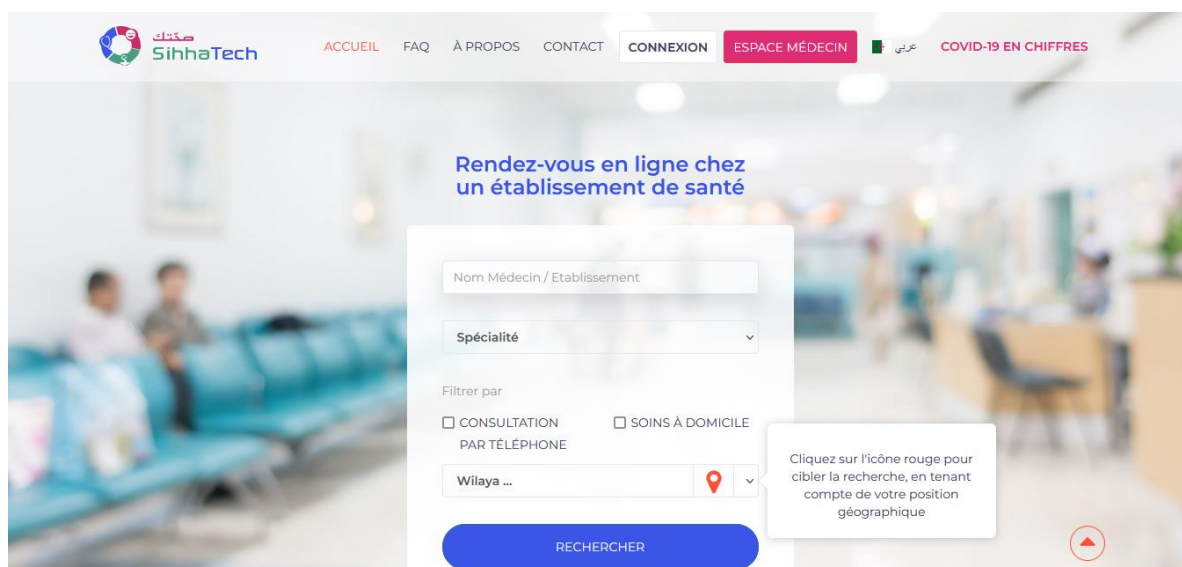 صحّتك
SihhaTech
ACCUEIL FAQ À PROPOS CONTACT CONNEXION ESPACE MÉDECIN عربي COVID-19 EN CHIFFRES
Rendez-vous en ligne chez
un établissement de santé
Nom Médecin / Etablissement
Spécialité
Filtrer par
CONSULTATION PAR TÉLÉPHONE
SOINS À DOMICILE
Wilaya ...
Cliquez sur l'icône rouge pour
cibler la recherche, en tenant
compte de votre position
géographique
RECHERCHER